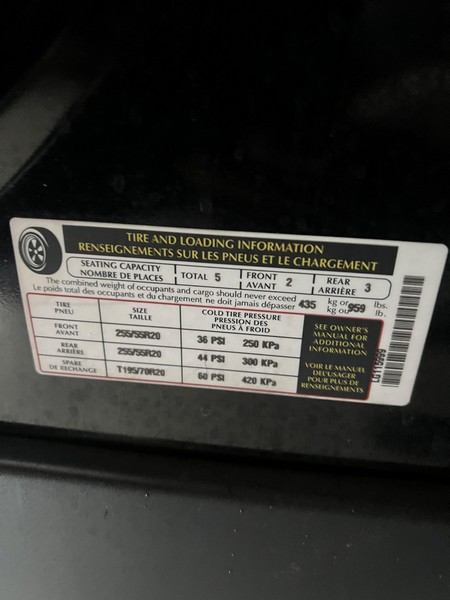 TIRE AND LOADING INFORMATION
RENSEIGNEMENTS SUR LES PNEUS ET LE CHARGEMENT
SEATING CAPACITY
NOMBRE DE PLACES
TOTAL 5
FRONT
AVANT 2
REAR
ARRIÈRE 3
The combined weight of occupants and cargo should never exceed 435 kg or 959 lbs.
Le poids total des occupants et du chargement ne doit jamais dépasser kg ou lb.
TIRE
PNEU
SIZE
TAILLE
COLD TIRE PRESSURE
PRESSION DES
PNEUS À FROID
FRONT
AVANT
255/55R20
36 PSI 250 KPa
REAR
ARRIÈRE
255/55R20
44 PSI 300 KPa
SPARE
DE RECHANGE
T195/70R20
60 PSI 420 KPa
SEE OWNER'S
MANUAL FOR
ADDITIONAL
INFORMATION
VOIR LE MANUEL
DE L'USAGER
POUR PLUS DE
RENSEIGNEMENTS
LG115999